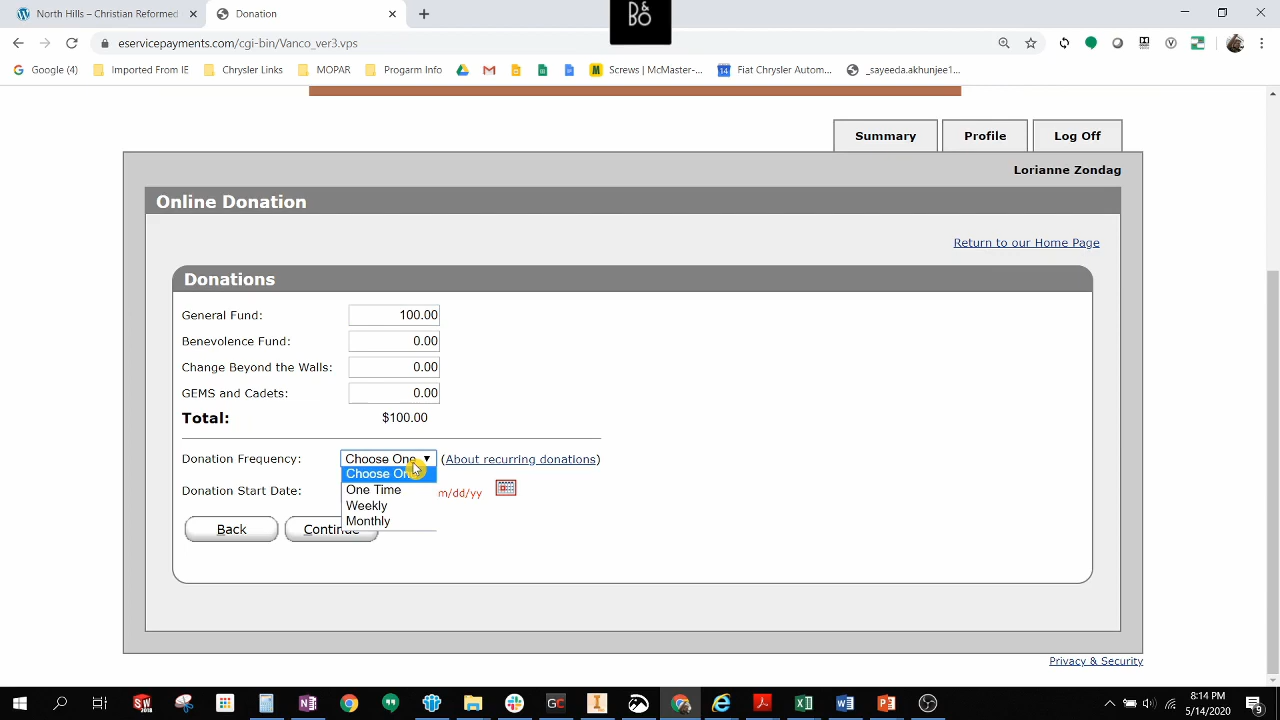 North Hills – Christian Reformed
Donation
B&
BO
eservicepayments.com/cgi-bin/Vanco_ver3.vps
Google (4)
Imported From IE
Chrysler Links
MOPAR
Progarm Info
Screws | McMaster-...
Fiat Chrysler Autom...
_sayeeda.akhunjee1...
Summary
Profile
Log Off
Lorianne Zondag
Online Donation
Return to our Home Page
Donations
General Fund: 100.00
Benevolence Fund: 0.00
Change Beyond the Walls: 0.00
GEMS and Cadets: 0.00
Total: $100.00
Donation Frequency: Choose One (About recurring donations)
Choose One
One Time
Donation Start Date: m/dd/yy
Weekly
Monthly
Back
Continue
Privacy & Security
8:14 PM
5/14/2020